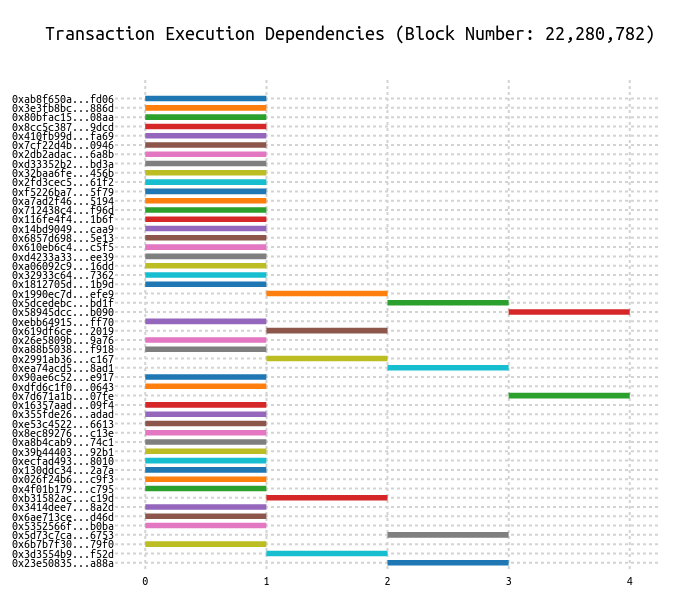 Transaction Execution Dependencies (Block Number: 22,280,782)
0xab8f650a...fd06
0x3e3fb8bc...886d
0x80bfac15...08aa
0x8cc5c387...9dcd
0x410fb99d...fa69
0x7cf22d4b...0946
0x2db2adac...6a8b
0xd33352b2...bd3a
0x32baa6fe...456b
0x2fd3cec5...61f2
0xf5226ba7...5f79
0xa7ad2f46...5194
0x712438c4...f96d
0x116fe4f4...1b6f
0x14bd9049...caa9
0x6857d698...5e13
0x610eb6c4...c5f5
0xd4233a33...ee39
0xa06092c9...16dd
0x32933c64...7362
0x1812705d...1b9d
0x1990ec7d...efe9
0x5dcedebc...bd1f
0x58945dcc...b090
0xebb64915...ff70
0x619df6ce...2019
0x26e5809b...9a76
0xa88b5038...f918
0x2991ab36...c167
0xea74acd5...8ad1
0x90ae6c52...e917
0xdfd6c1f0...0643
0x7d671a1b...07fe
0x16357aad...09f4
0x355fde26...adad
0xe53c4522...6613
0x8ec89276...c13e
0xa8b4cab9...74c1
0x39b44403...92b1
0xecfad493...8010
0x130ddc34...2a7a
0x026f24b6...c9f3
0x4f01b179...c795
0xb31582ac...c19d
0x3414dee7...8a2d
0x6ae713ce...d46d
0x5352566f...b0ba
0x5d73c7ca...6753
0x6b7b7f30...79f0
0x3d3554b9...f52d
0x23e50835...a88a
0 1 2 3 4